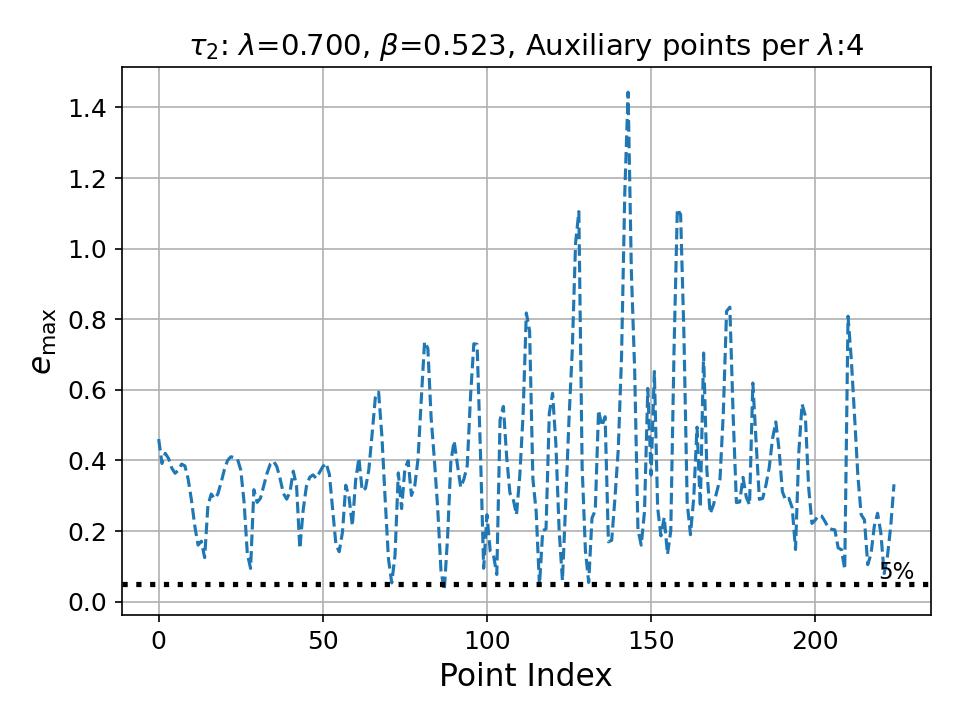 τ₂: λ=0.700, β=0.523, Auxiliary points per λ:4
e_max
1.4
1.2
1.0
0.8
0.6
0.4
0.2
0.0
5%
0 50 100 150 200
Point Index